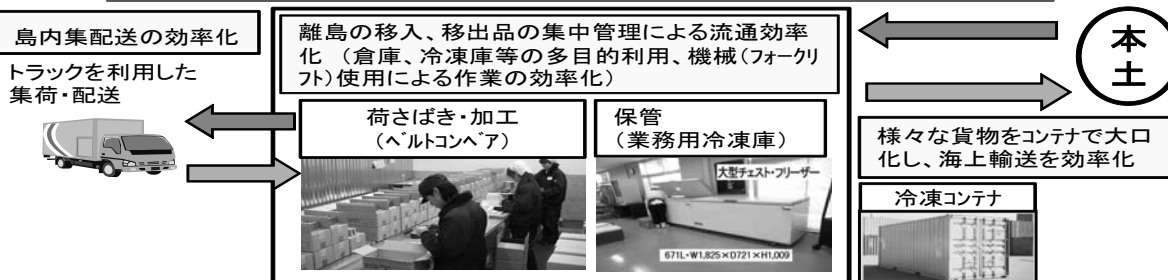 島内集配送の効率化
トラックを利用した
集荷・配送
離島の移入、移出品の集中管理による流通効率
化 (倉庫、冷凍庫等の多目的利用、機械(フォークリ
フト)使用による作業の効率化)
荷さばき・加工
(ﾍﾞﾙﾄｺﾝﾍﾞｱ)
保管
(業務用冷凍庫)
大型チェスト・フリーザー
671L・W1,825×D721×H1,009
本
土
様々な貨物をｺﾝﾃﾅで大口
化し、海上輸送を効率化
冷凍ｺﾝﾃﾅ